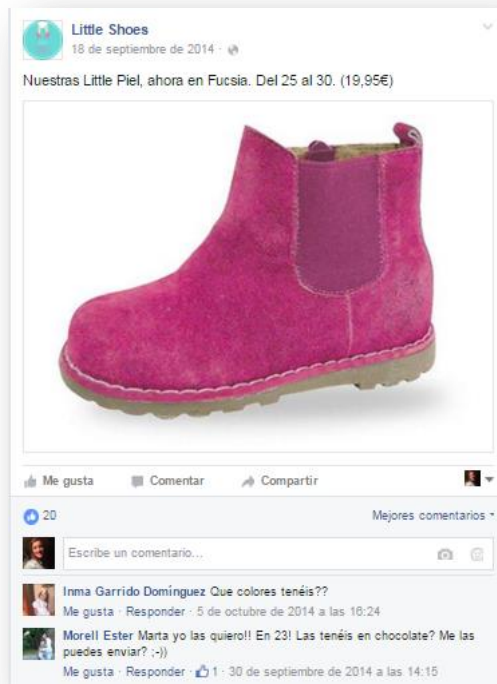 Little Shoes
18 de septiembre de 2014 ·
Nuestras Little Piel, ahora en Fucsia. Del 25 al 30. (19,95€)
Me gusta Comentar Compartir
20 Mejores comentarios
Escribe un comentario...
Inma Garrido Dominguez Que colores tenéis??
Me gusta · Responder · 5 de octubre de 2014 a las 16:24
Morell Ester Marta yo las quiero!! En 23! Las tenéis en chocolate? Me las
puedes enviar? ;-))
Me gusta · Responder · 1 · 30 de septiembre de 2014 a las 14:15